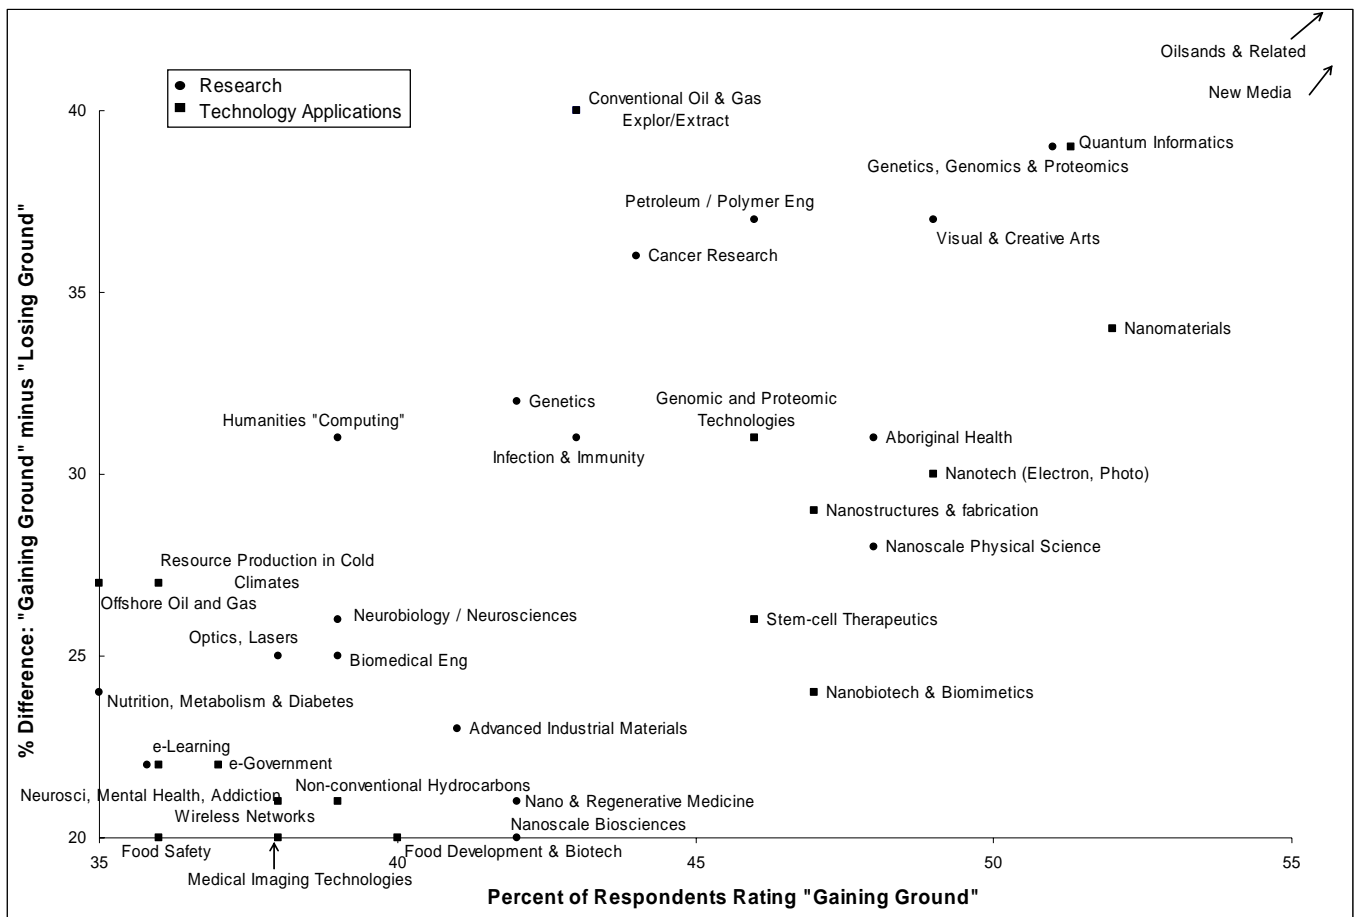 Oilsands & Related
New Media
Research
Technology Applications
40
Conventional Oil & Gas
Explor/Extract
Quantum Informatics
Genetics, Genomics & Proteomics
Petroleum / Polymer Eng
Visual & Creative Arts
Cancer Research
35
Nanomaterials
Genetics
Genomic and Proteomic
Technologies
Humanities "Computing"
Infection & Immunity
Aboriginal Health
30
Nanotech (Electron, Photo)
Nanostructures & fabrication
Nanoscale Physical Science
Resource Production in Cold
Climates
Offshore Oil and Gas
Neurobiology / Neurosciences
Stem-cell Therapeutics
Optics, Lasers
25
Biomedical Eng
Nutrition, Metabolism & Diabetes
Nanobiotech & Biomimetics
Advanced Industrial Materials
e-Learning
e-Government
Non-conventional Hydrocarbons
Neurosci, Mental Health, Addiction
Nano & Regenerative Medicine
Wireless Networks
Nanoscale Biosciences
20
Food Safety
Food Development & Biotech
35
40
45
50
55
Medical Imaging Technologies
Percent of Respondents Rating "Gaining Ground"
% Difference: "Gaining Ground" minus "Losing Ground"